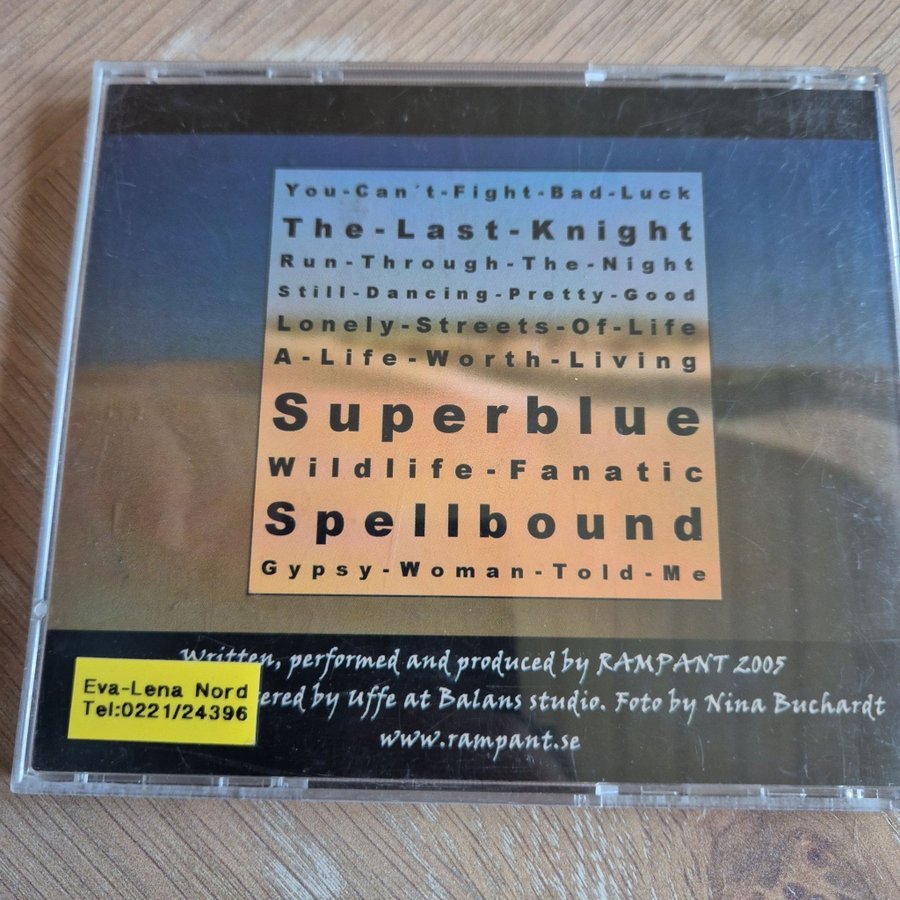 You-Can't-Fight-Bad-Luck
The-Last-Knight
Run-Through-The-Night
Still-Dancing-Pretty-Good
Lonely-Streets-Of-Life
A-Life-Worth-Living
Superblue
Wildlife-Fanatic
Spellbound
Gypsy-Woman-Told-Me
Written, performed and produced by RAMPANT 2005
ered by Uffe at Balans studio. Foto by Nina Buchardt
www.rampant.se
Eva-Lena Nord
Tel:0221/24396